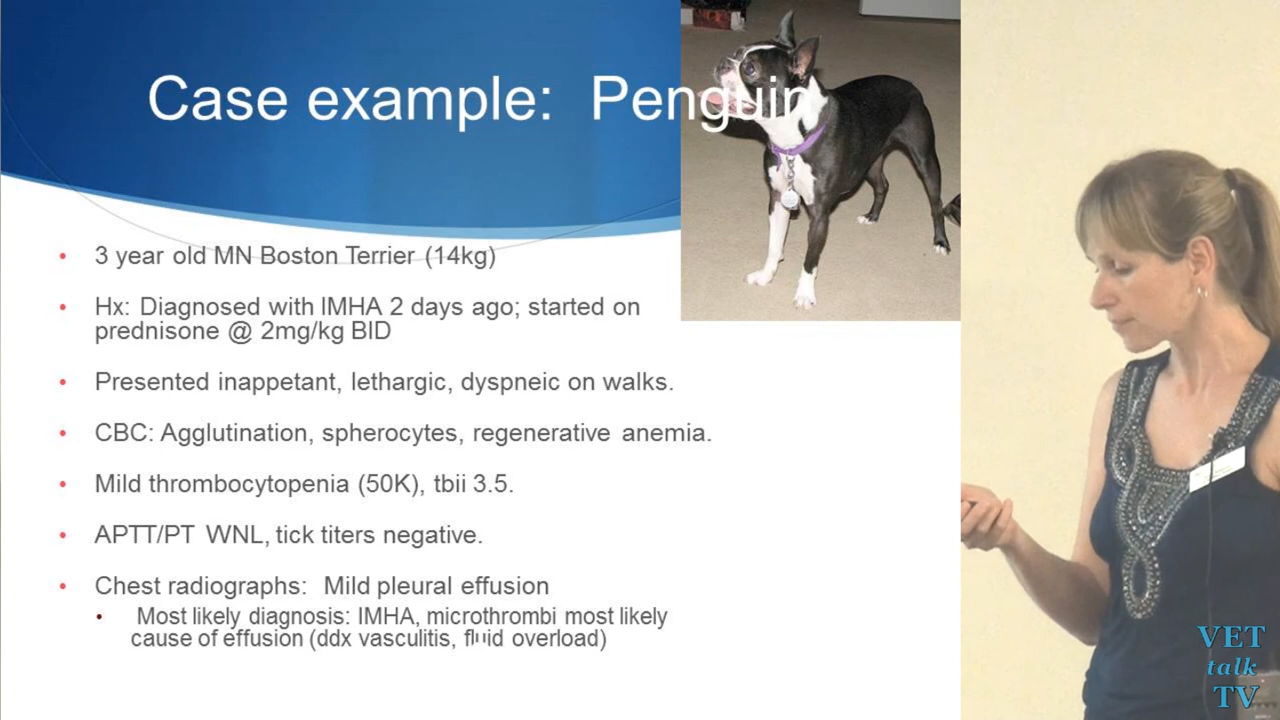 Case example: Penguin
• 3 year old MN Boston Terrier (14kg)
• Hx: Diagnosed with IMHA 2 days ago; started on
prednisone @ 2mg/kg BID
• Presented inappetant, lethargic, dyspneic on walks.
• CBC: Agglutination, spherocytes, regenerative anemia.
• Mild thrombocytopenia (50K), tbii 3.5.
• APTT/PT WNL, tick titers negative.
• Chest radiographs: Mild pleural effusion
• Most likely diagnosis: IMHA, microthrombi most likely
cause of effusion (ddx vasculitis, fluid overload)
VET
talk
TV